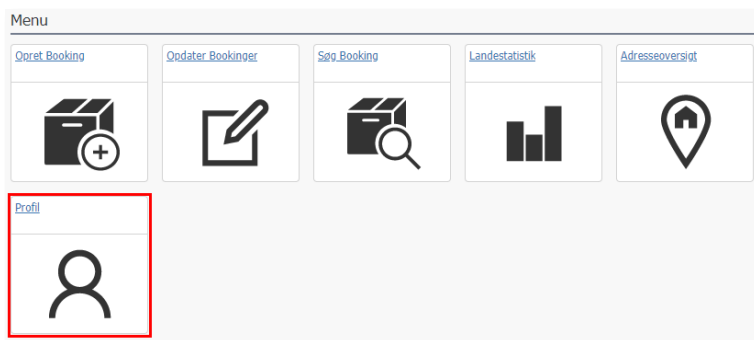 Menu
Opret Booking
Opdater Bookinger
Søg Booking
Landestatistik
Adresseoversigt
Profil